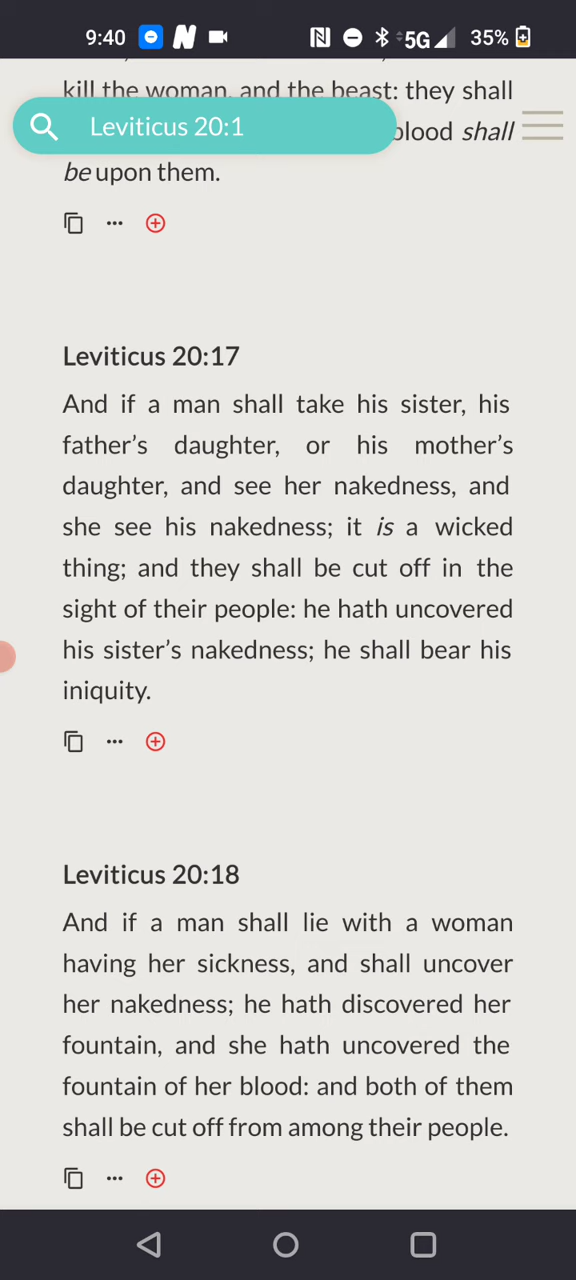 9:40
5G
35%
kill the woman, and the beast: they shall
Leviticus 20:1
blood shall
be upon them.
Leviticus 20:17
And if a man shall take his sister, his
father’s daughter, or his mother’s
daughter, and see her nakedness, and
she see his nakedness; it is a wicked
thing; and they shall be cut off in the
sight of their people: he hath uncovered
his sister’s nakedness; he shall bear his
iniquity.
Leviticus 20:18
And if a man shall lie with a woman
having her sickness, and shall uncover
her nakedness; he hath discovered her
fountain, and she hath uncovered the
fountain of her blood: and both of them
shall be cut off from among their people.